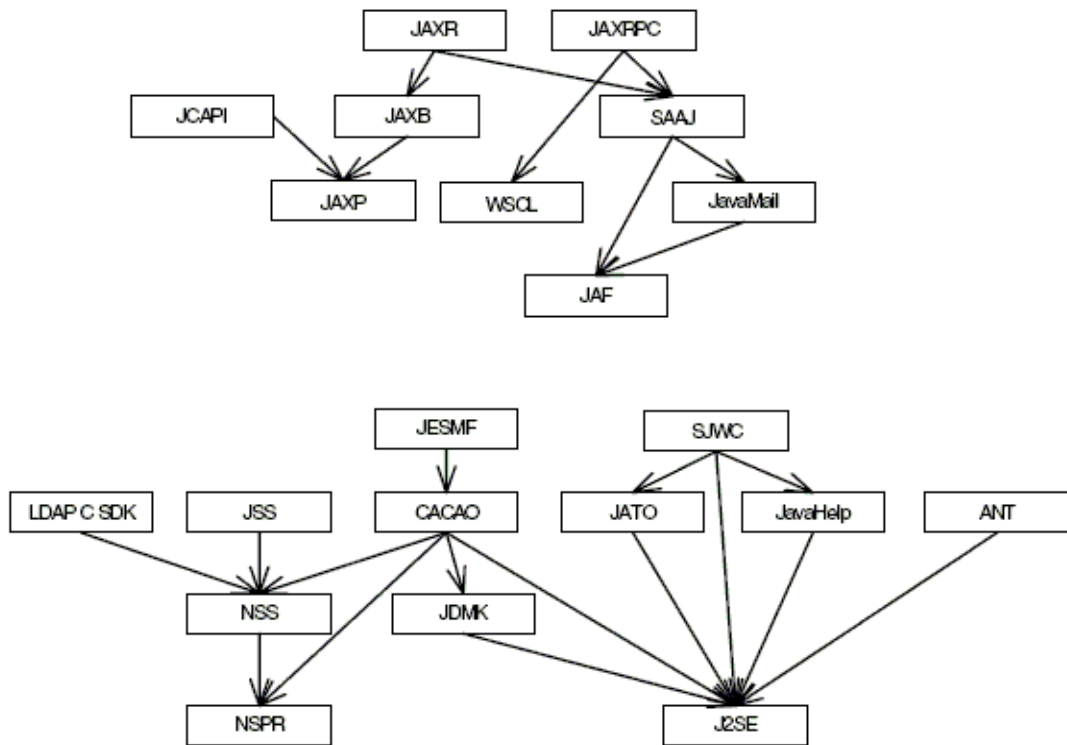 JAXR
JAXRPC
JCAPI
JAXB
SAAJ
JAXP
WSCL
JavaMail
JAF
JESMF
SJWC
LDAP C SDK
JSS
CACAO
JATO
JavaHelp
ANT
NSS
JDMK
NSPR
J2SE